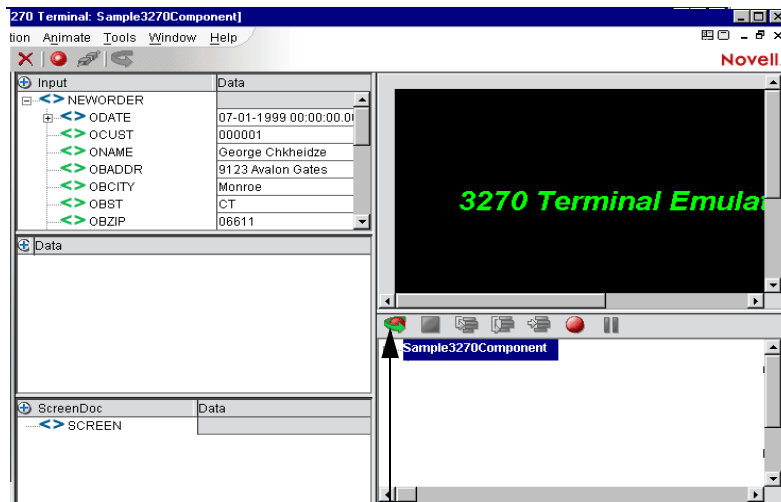 270 Terminal: Sample3270Component]
tion Animate Tools Window Help
Novell
Input Data
NEWORDER
ODATE 07-01-1999 00:00:00.0
OCUST 000001
ONAME George Chkheidze
OBADDR 9123 Avalon Gates
OBCITY Monroe
OBST CT
OBZIP 06611
3270 Terminal Emulat
Data
Sample3270Component
ScreenDoc Data
SCREEN